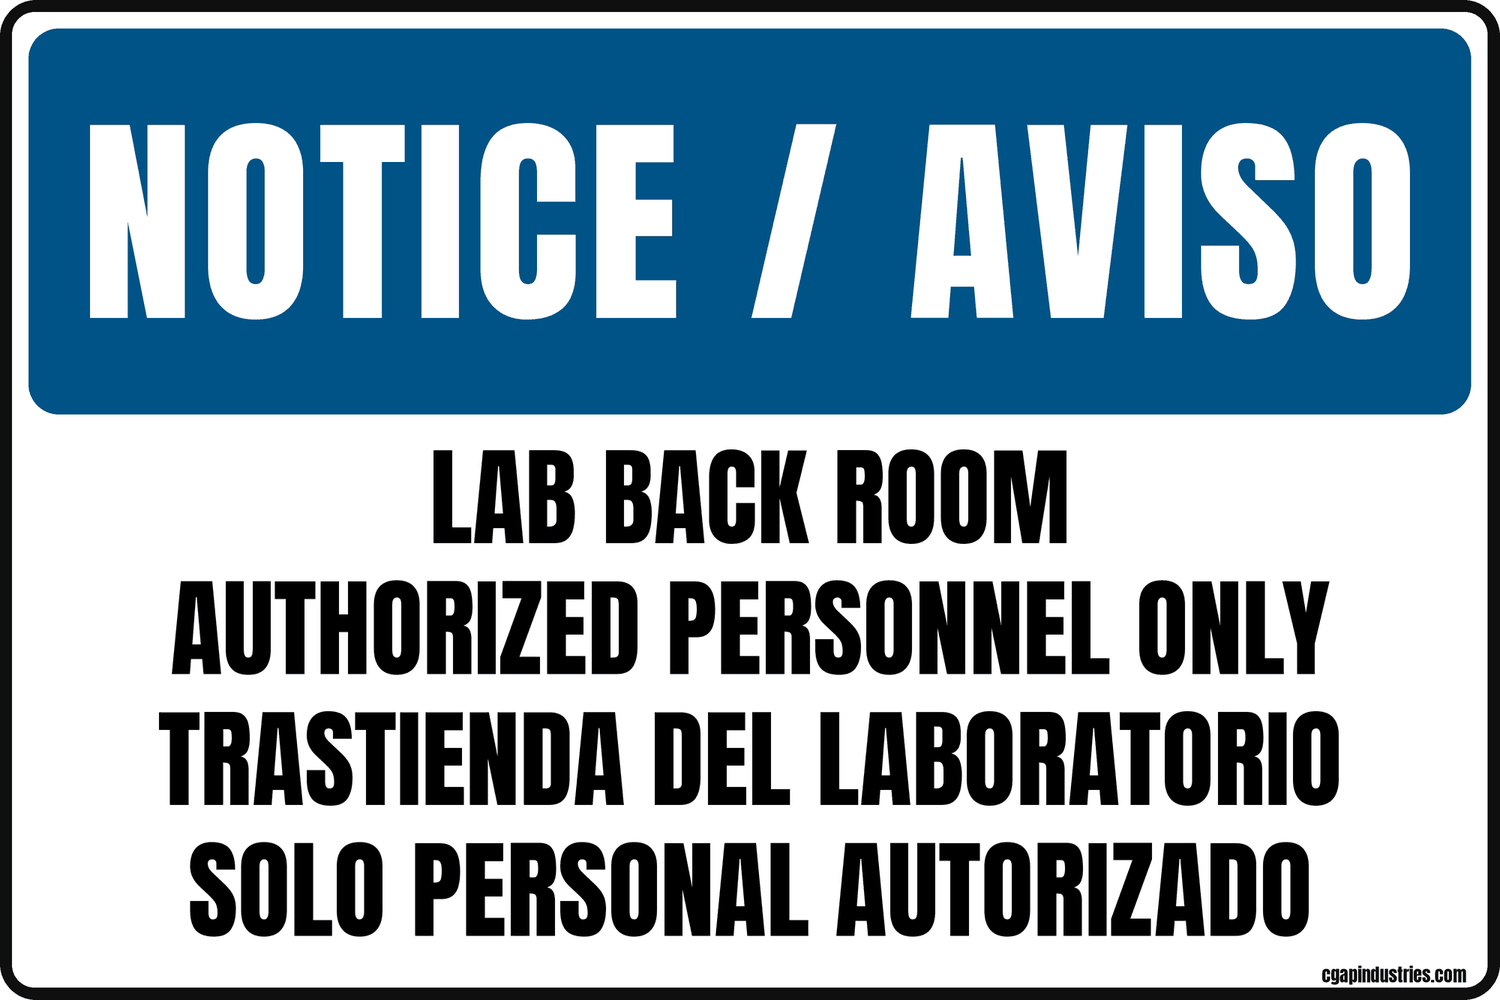 NOTICE / AVISO
LAB BACK ROOM
AUTHORIZED PERSONNEL ONLY
TRASTIENDA DEL LABORATORIO
SOLO PERSONAL AUTORIZADO
cgapindustries.com